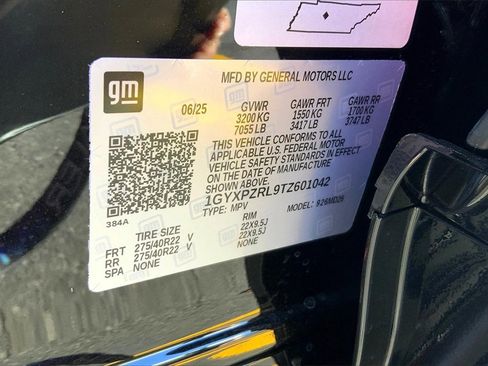 gm
MFD BY GENERAL MOTORS LLC
06/25 GVWR GAWR FRT GAWR RR
3200 KG 1550 KG 1700 KG
7055 LB 3417 LB 3747 LB
THIS VEHICLE CONFORMS TO ALL
APPLICABLE U.S. FEDERAL MOTOR
VEHICLE SAFETY STANDARDS IN EFFECT
ON THE DATE OF MANUFACTURE SHOWN ABOVE.
1GYXPZRL9TZ601042
TYPE: MPV MODEL: 926MD26
384A
TIRE SIZE RIM
FRT 275/40R22 V 22X9.5J
RR 275/40R22 V 22X9.5J
SPA NONE NONE